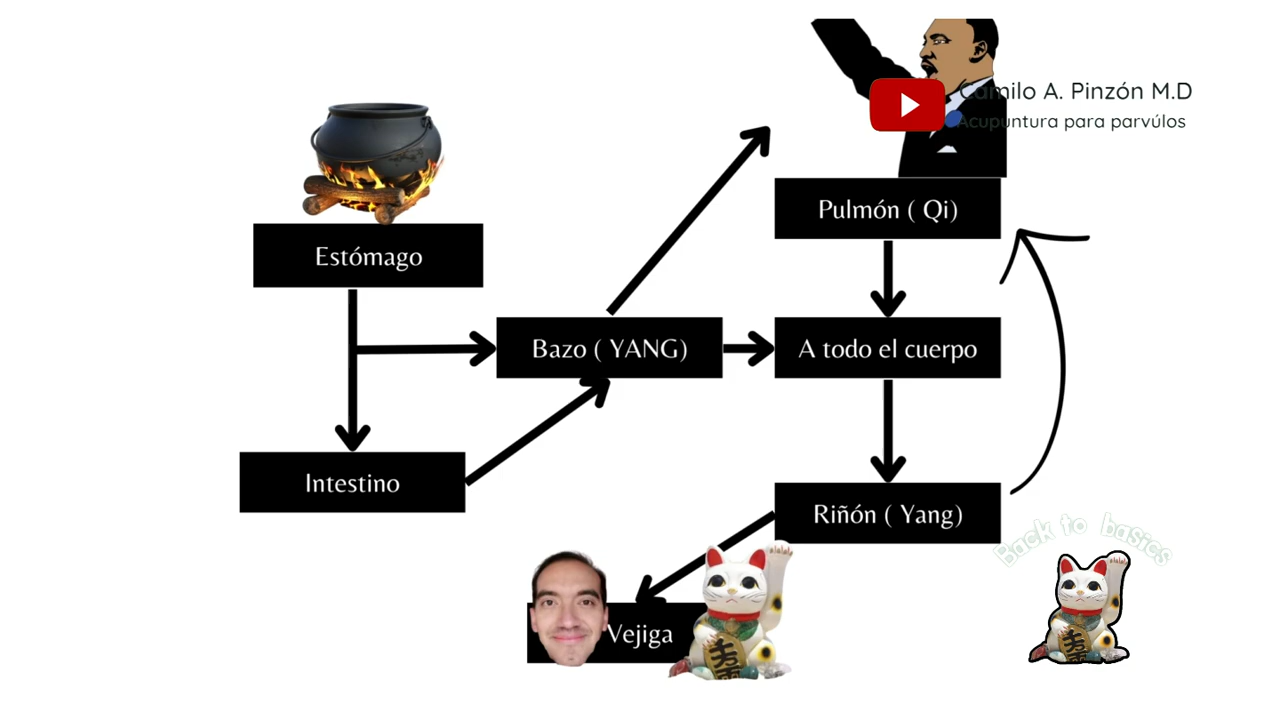 Camilo A. Pinzón M.D
Acupuntura para parvúlos
Pulmón ( Qi)
Estómago
Bazo ( YANG)
A todo el cuerpo
Intestino
Riñón ( Yang)
Back to basics
Vejiga